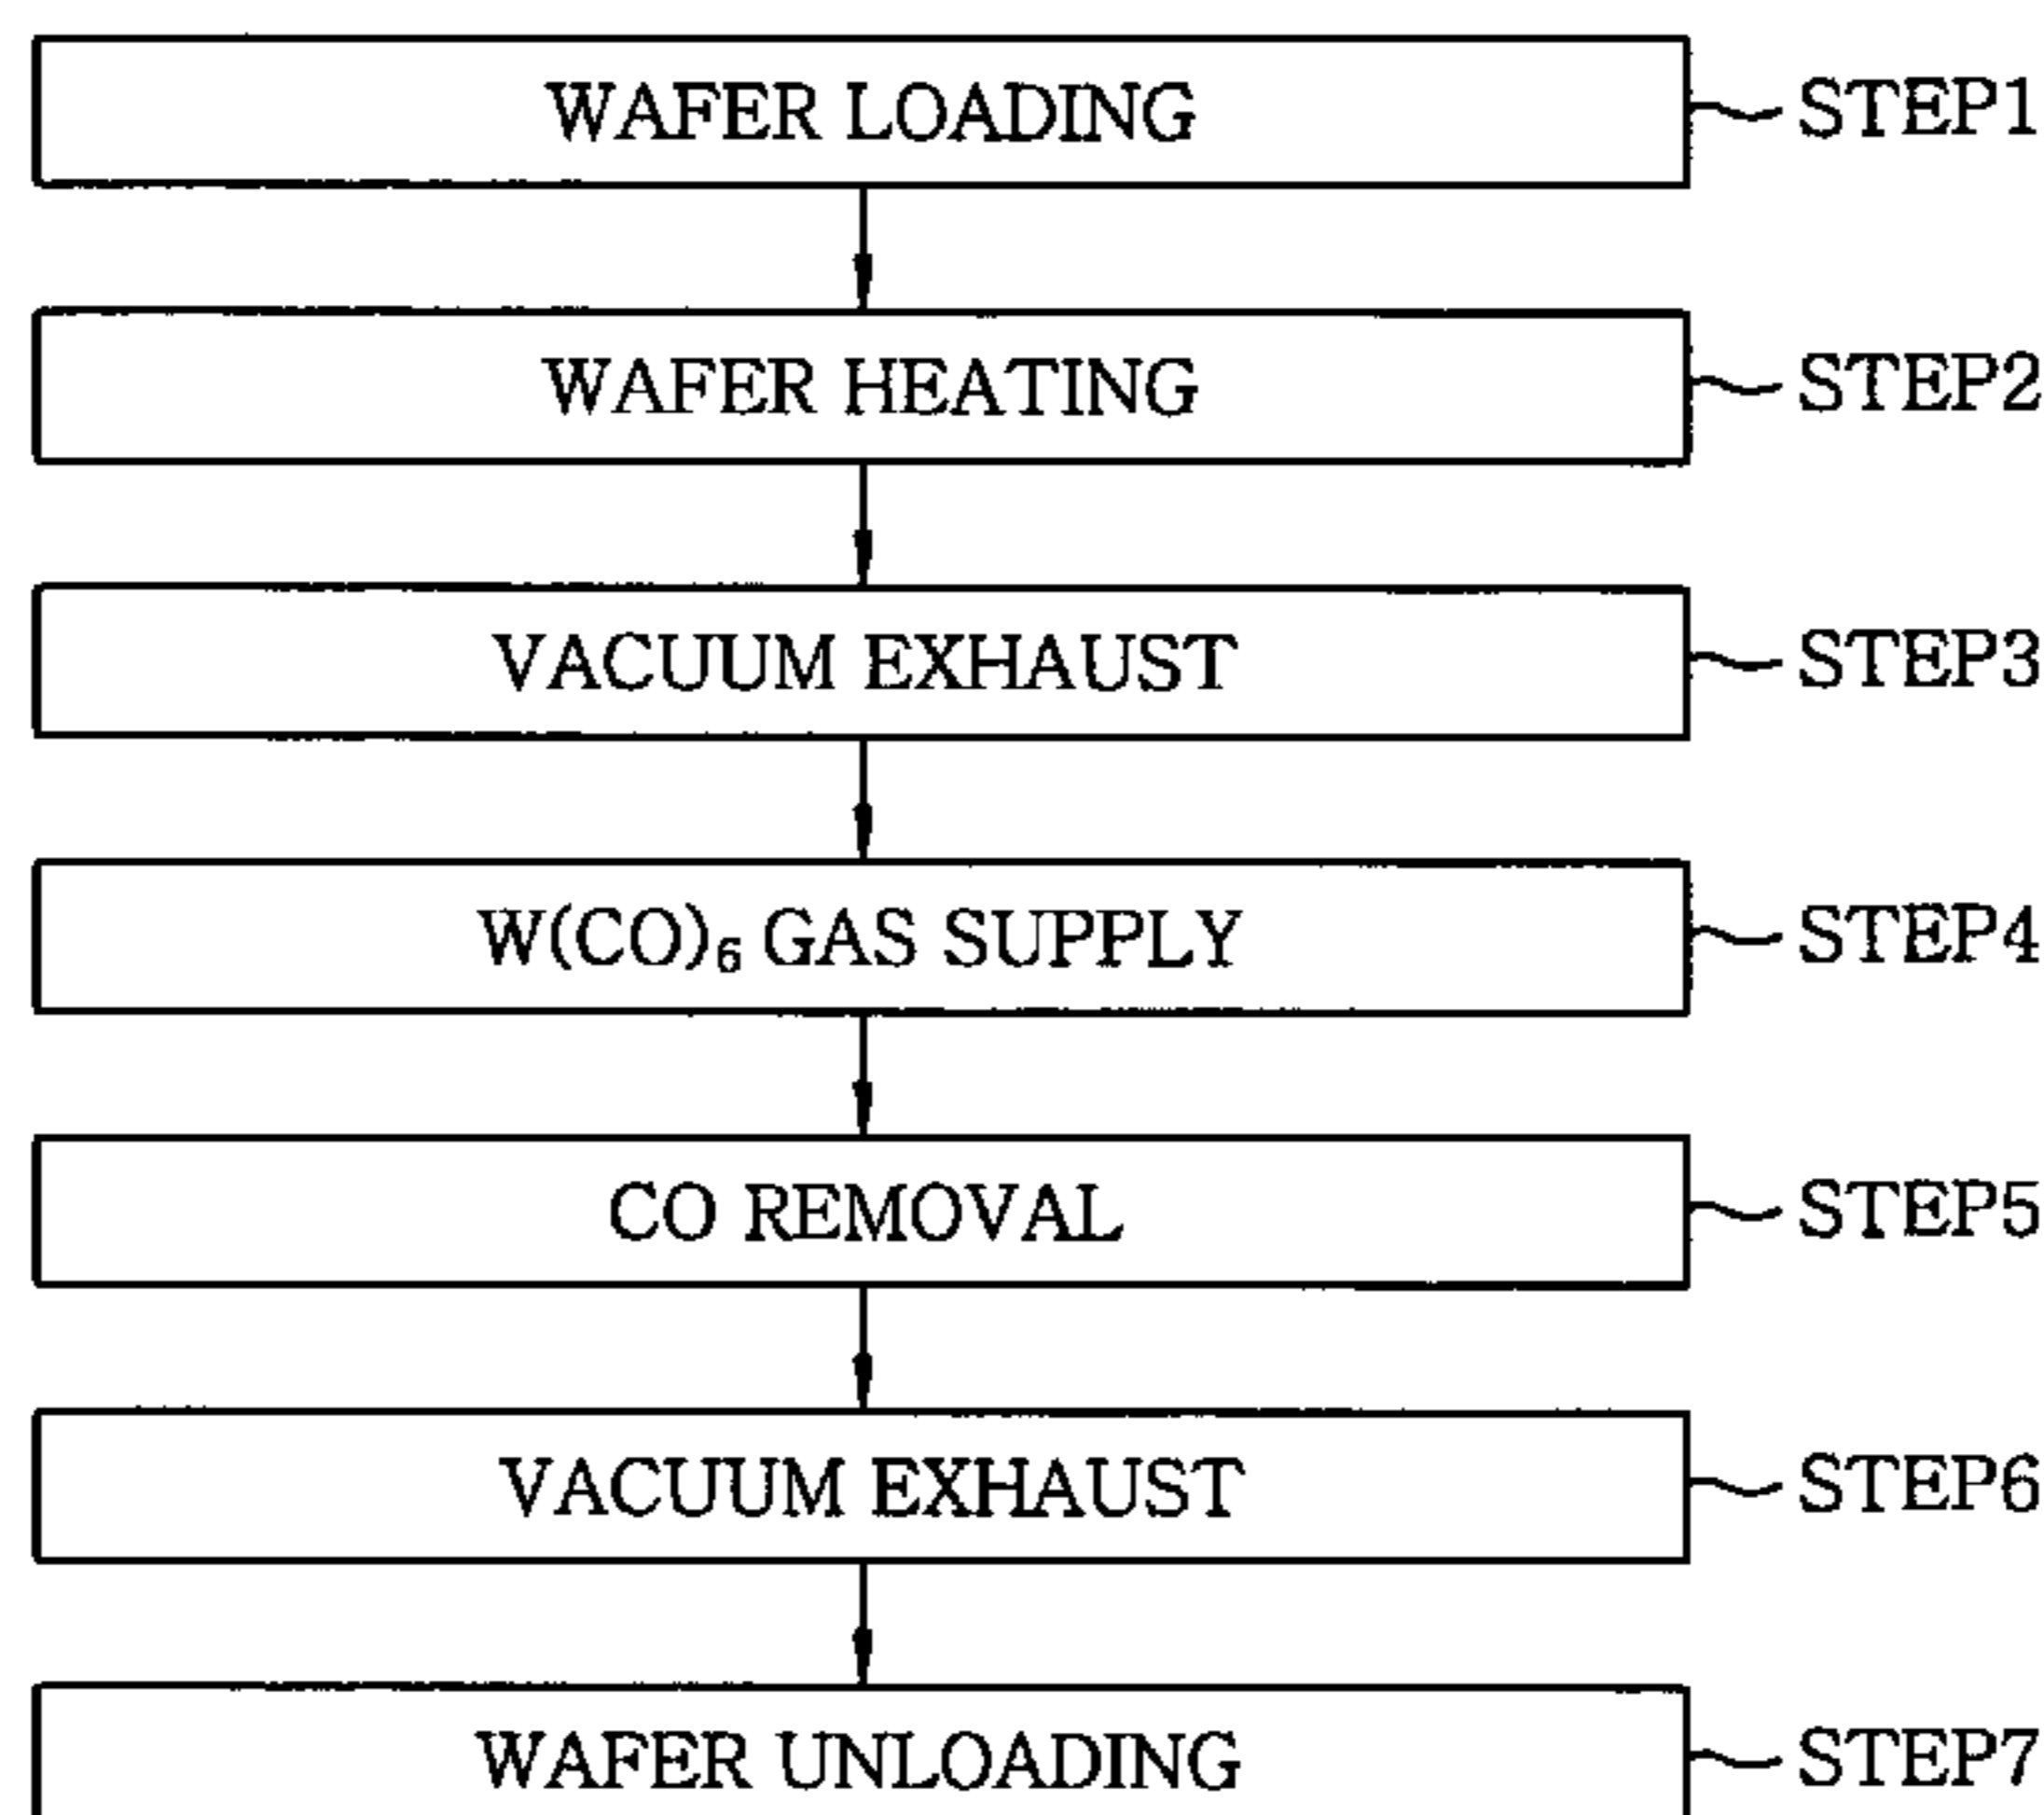 WAFER LOADING STEP1
WAFER HEATING STEP2
VACUUM EXHAUST STEP3
W(CO)₆ GAS SUPPLY STEP4
CO REMOVAL STEP5
VACUUM EXHAUST STEP6
WAFER UNLOADING STEP7